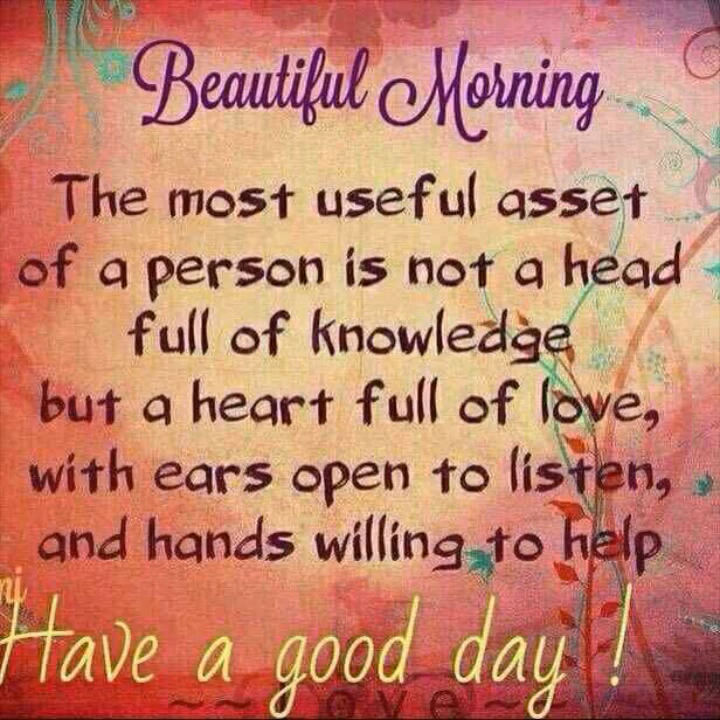 Beautiful Morning
The most useful asset
of a person is not a head
full of knowledge
but a heart full of love,
with ears open to listen,
and hands willing to help
Have a good day !